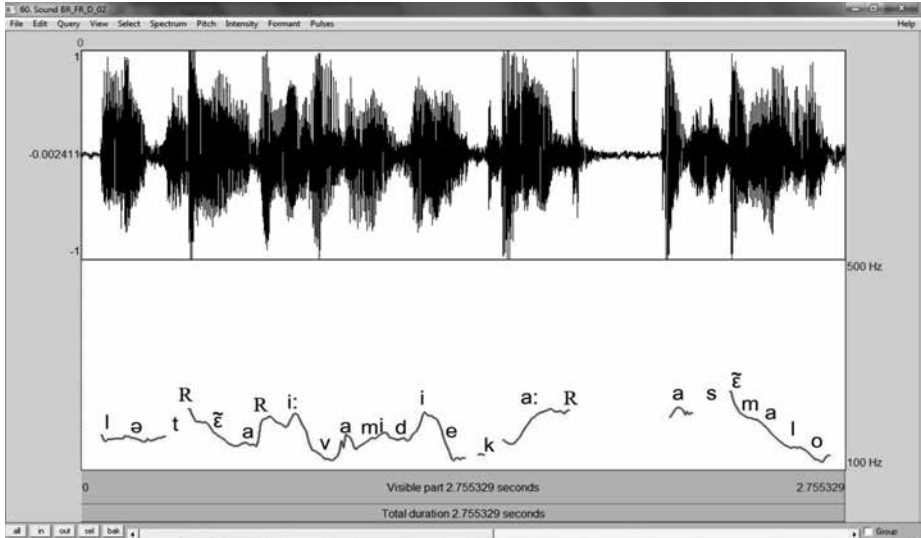 60. Sound BR_FR_D_02
File Edit Query View Select Spectrum Pitch Intensity Formant Pulses Help
0
1
-0.002411
-1
500 Hz
l ə t R ɛ̃ a R i: v a mi d i e k a: R a s ɛ̃ m a l o
100 Hz
0 Visible part 2.755329 seconds 2.755329
Total duration 2.755329 seconds
all in out sel bak Group